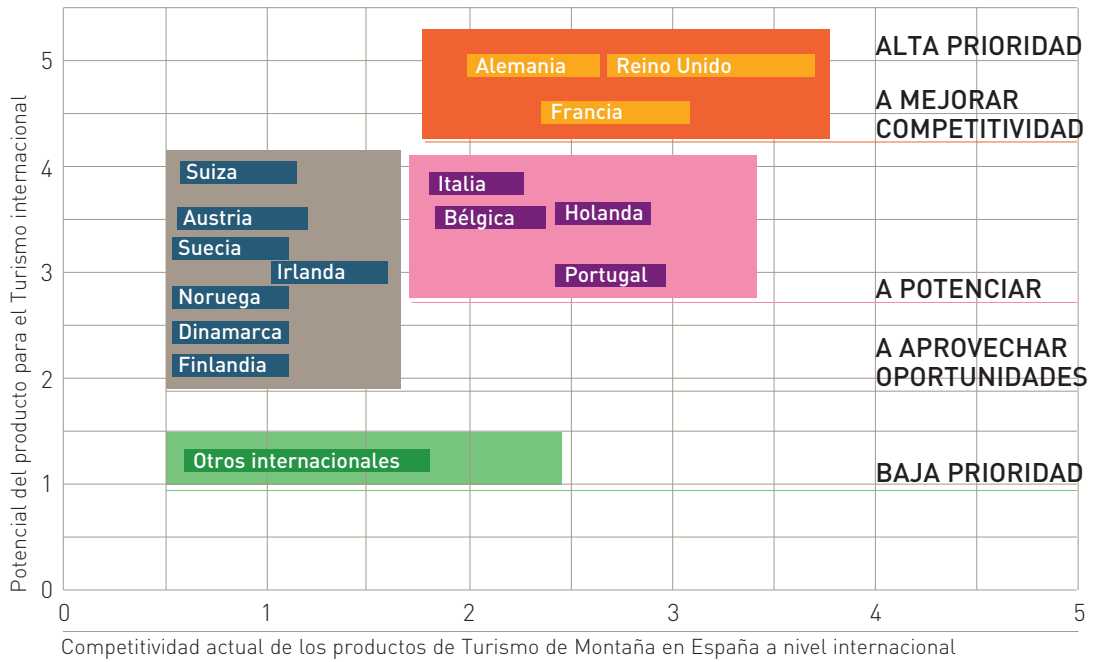 Potencial del producto para el Turismo internacional
5
4
3
2
1
0
ALTA PRIORIDAD
A MEJORAR
COMPETITIVIDAD
A POTENCIAR
A APROVECHAR
OPORTUNIDADES
BAJA PRIORIDAD
Alemania
Reino Unido
Francia
Suiza
Austria
Suecia
Irlanda
Noruega
Dinamarca
Finlandia
Italia
Bélgica
Holanda
Portugal
Otros internacionales
0
1
2
3
4
5
Competitividad actual de los productos de Turismo de Montaña en España a nivel internacional